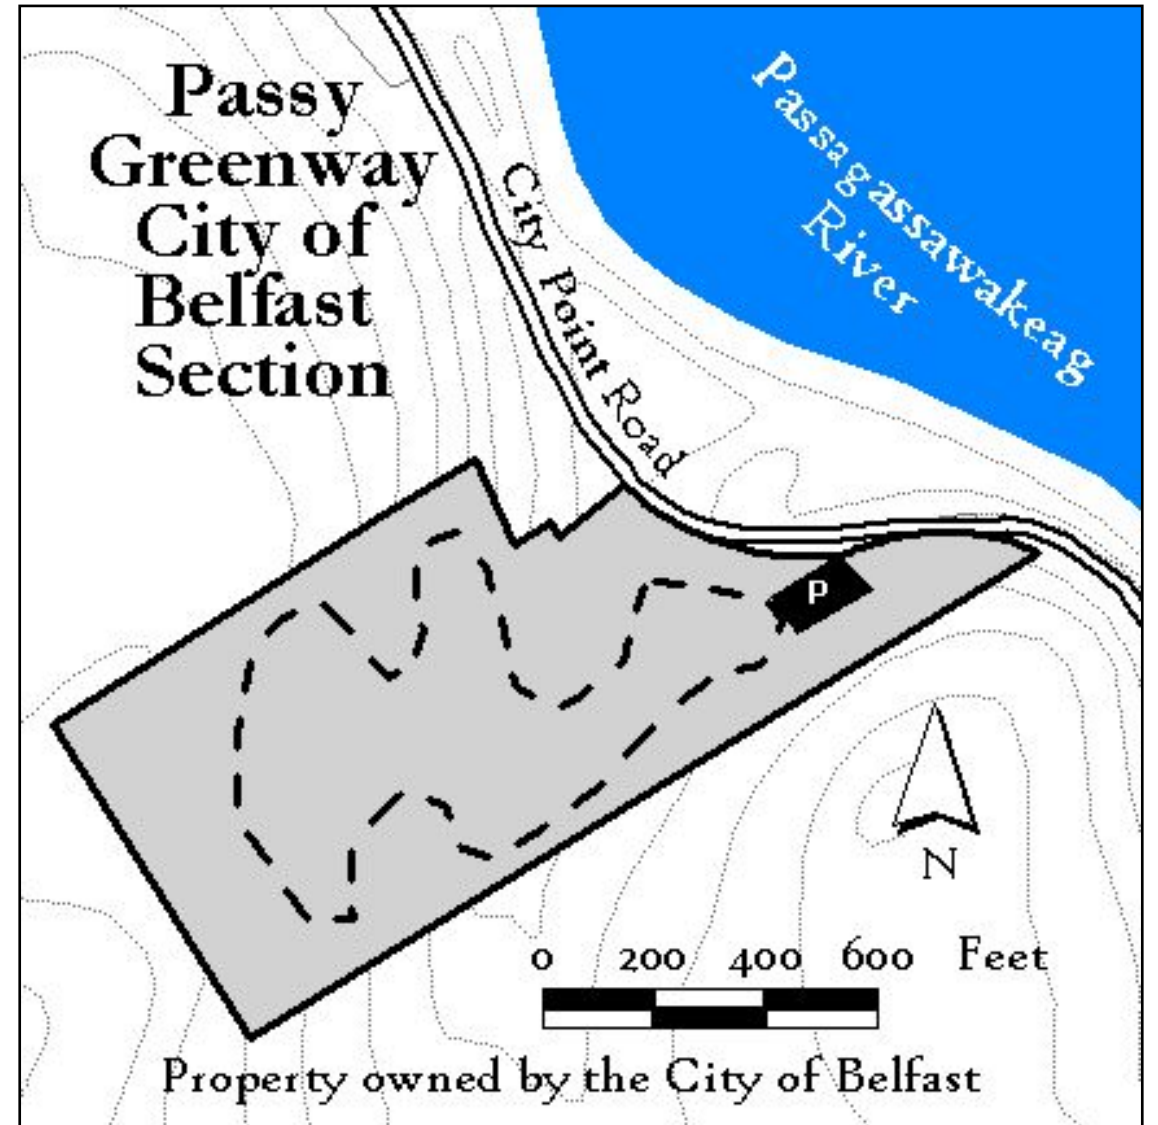 Passy
Greenway
City of
Belfast
Section
City Point Road
Passagassawakeag
River
P
N
0 200 400 600 Feet
Property owned by the City of Belfast